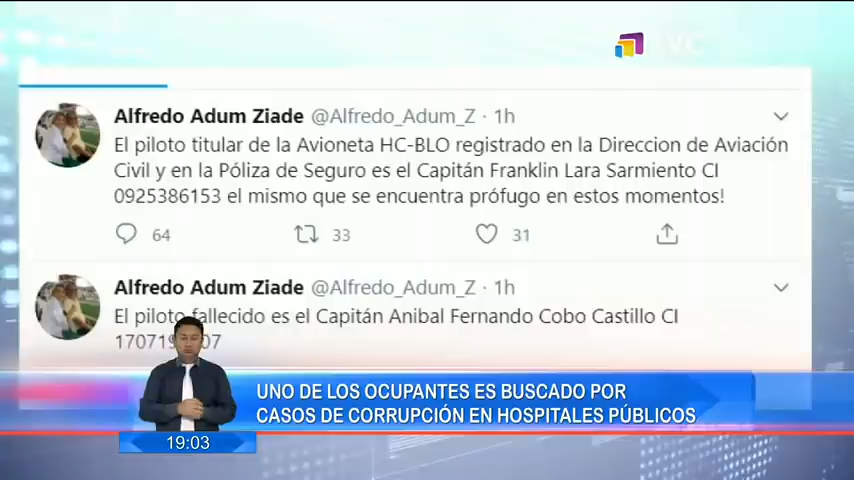 TVC
Alfredo Adum Ziade @Alfredo_Adum_Z · 1h
El piloto titular de la Avioneta HC-BLO registrado en la Direccion de Aviación
Civil y en la Póliza de Seguro es el Capitán Franklin Lara Sarmiento CI
0925386153 el mismo que se encuentra prófugo en estos momentos!
64 33 31
Alfredo Adum Ziade @Alfredo_Adum_Z · 1h
El piloto fallecido es el Capitán Anibal Fernando Cobo Castillo CI
UNO DE LOS OCUPANTES ES BUSCADO POR
CASOS DE CORRUPCIÓN EN HOSPITALES PÚBLICOS
19:03